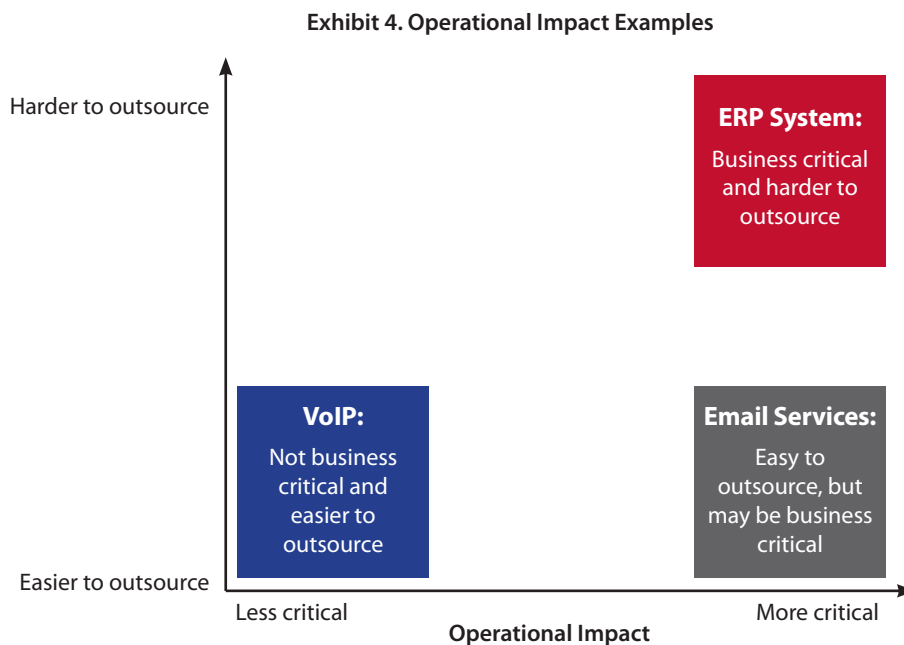 Exhibit 4. Operational Impact Examples
Harder to outsource
ERP System:
Business critical
and harder to
outsource
VoIP:
Not business
critical and
easier to
outsource
Email Services:
Easy to
outsource, but
may be business
critical
Easier to outsource
Less critical
More critical
Operational Impact